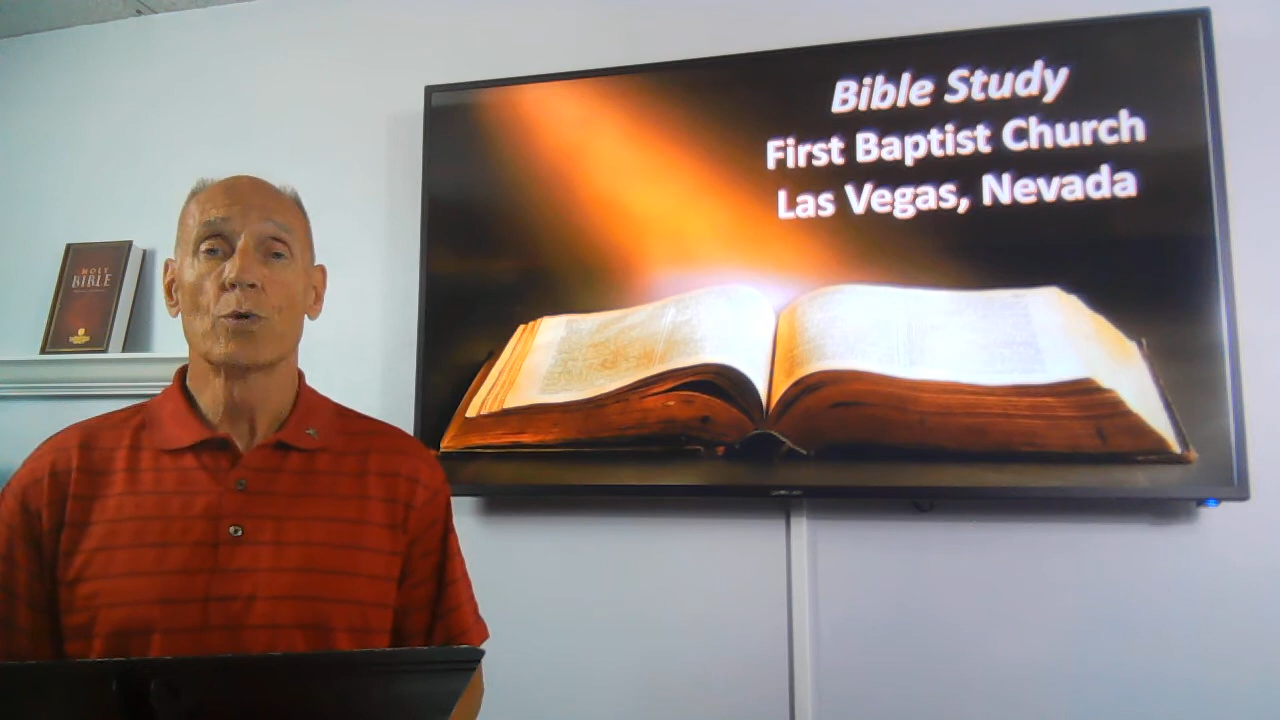 Bible Study
First Baptist Church
Las Vegas, Nevada
HOLY
BIBLE